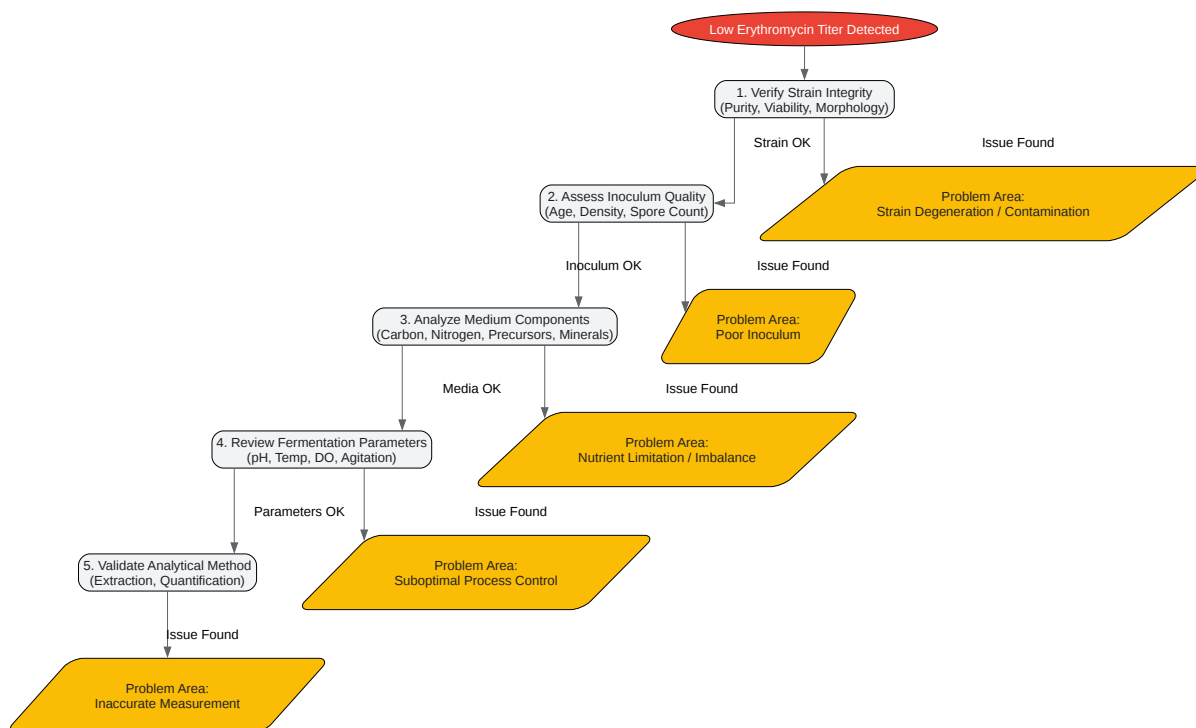 Low Erythromycin Titer Detected
1. Verify Strain Integrity
(Purity, Viability, Morphology)
Strain OK
Issue Found
Problem Area:
Strain Degeneration / Contamination
2. Assess Inoculum Quality
(Age, Density, Spore Count)
Inoculum OK
Issue Found
Problem Area:
Poor Inoculum
3. Analyze Medium Components
(Carbon, Nitrogen, Precursors, Minerals)
Media OK
Issue Found
Problem Area:
Nutrient Limitation / Imbalance
4. Review Fermentation Parameters
(pH, Temp, DO, Agitation)
Parameters OK
Issue Found
Problem Area:
Suboptimal Process Control
5. Validate Analytical Method
(Extraction, Quantification)
Issue Found
Problem Area:
Inaccurate Measurement